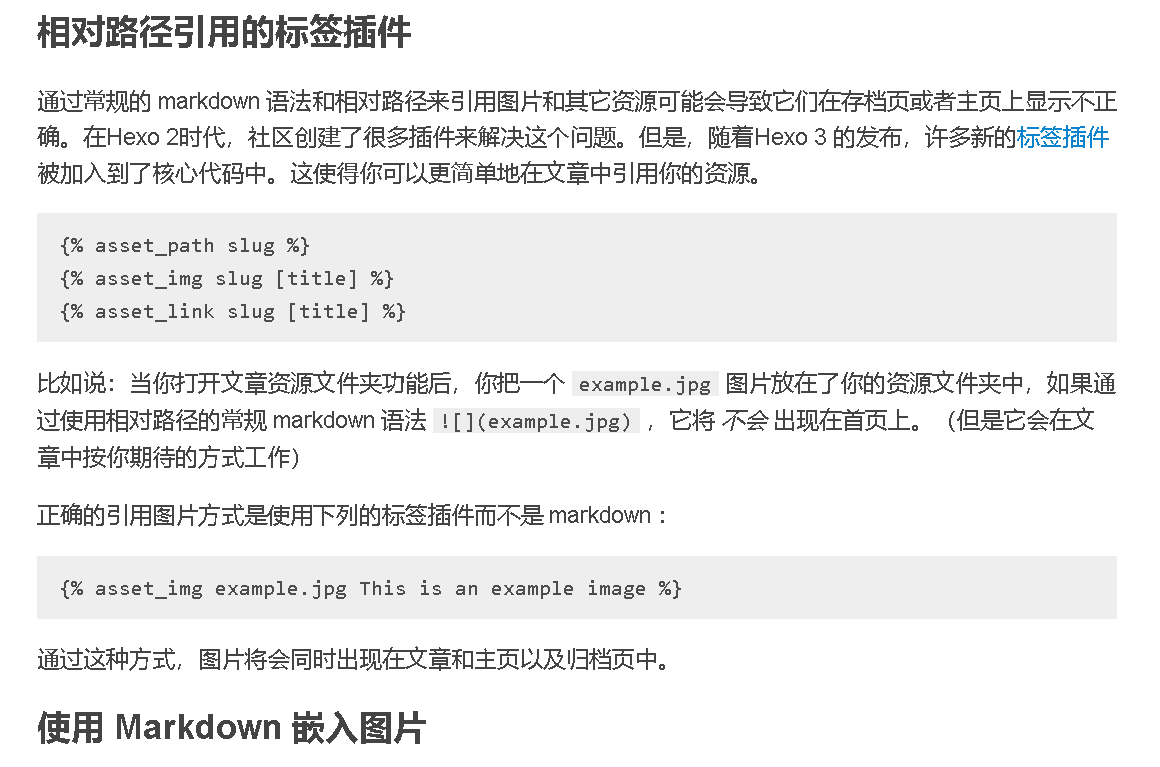 相对路径引用的标签插件
通过常规的 markdown 语法和相对路径来引用图片和其它资源可能会导致它们在存档页或者主页上显示不正
确。在Hexo 2时代，社区创建了很多插件来解决这个问题。但是，随着Hexo 3 的发布，许多新的标签插件
被加入到了核心代码中。这使得你可以更简单地在文章中引用你的资源。
{% asset_path slug %}
{% asset_img slug [title] %}
{% asset_link slug [title] %}
比如说：当你打开文章资源文件夹功能后，你把一个 example.jpg 图片放在了你的资源文件夹中，如果通
过使用相对路径的常规 markdown 语法 ![](example.jpg) ，它将 不会 出现在首页上。（但是它会在文
章中按你期待的方式工作）
正确的引用图片方式是使用下列的标签插件而不是 markdown ：
{% asset_img example.jpg This is an example image %}
通过这种方式，图片将会同时出现在文章和主页以及归档页中。
使用 Markdown 嵌入图片